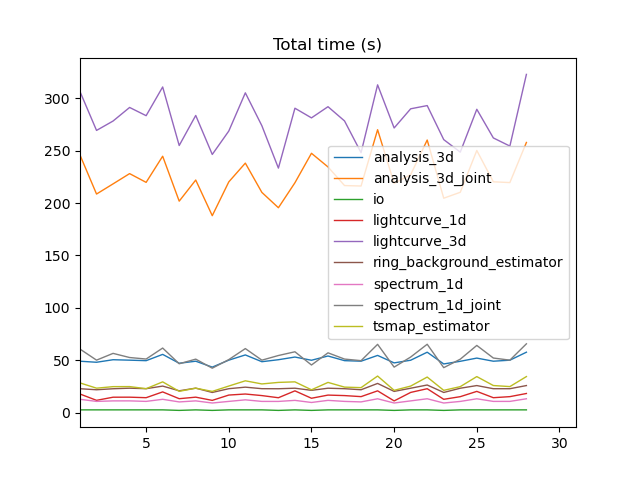 Total time (s)
300
250
200
150
100
50
0
analysis_3d
analysis_3d_joint
io
lightcurve_1d
lightcurve_3d
ring_background_estimator
spectrum_1d
spectrum_1d_joint
tsmap_estimator
5 10 15 20 25 30